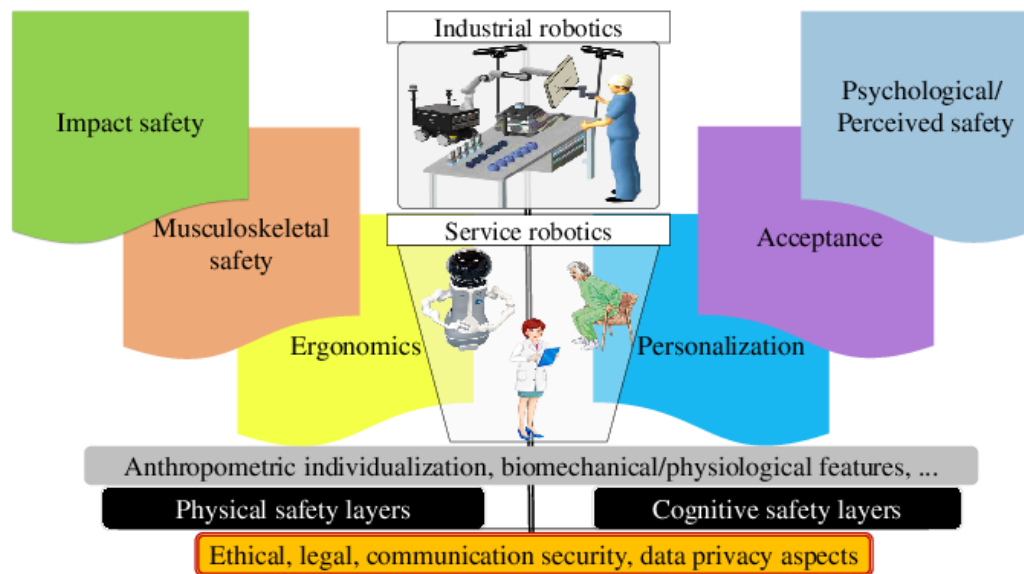 Industrial robotics
Impact safety
Psychological/
Perceived safety
Musculoskeletal
safety
Service robotics
Acceptance
Ergonomics
Personalization
Anthropometric individualization, biomechanical/physiological features, ...
Physical safety layers
Cognitive safety layers
Ethical, legal, communication security, data privacy aspects